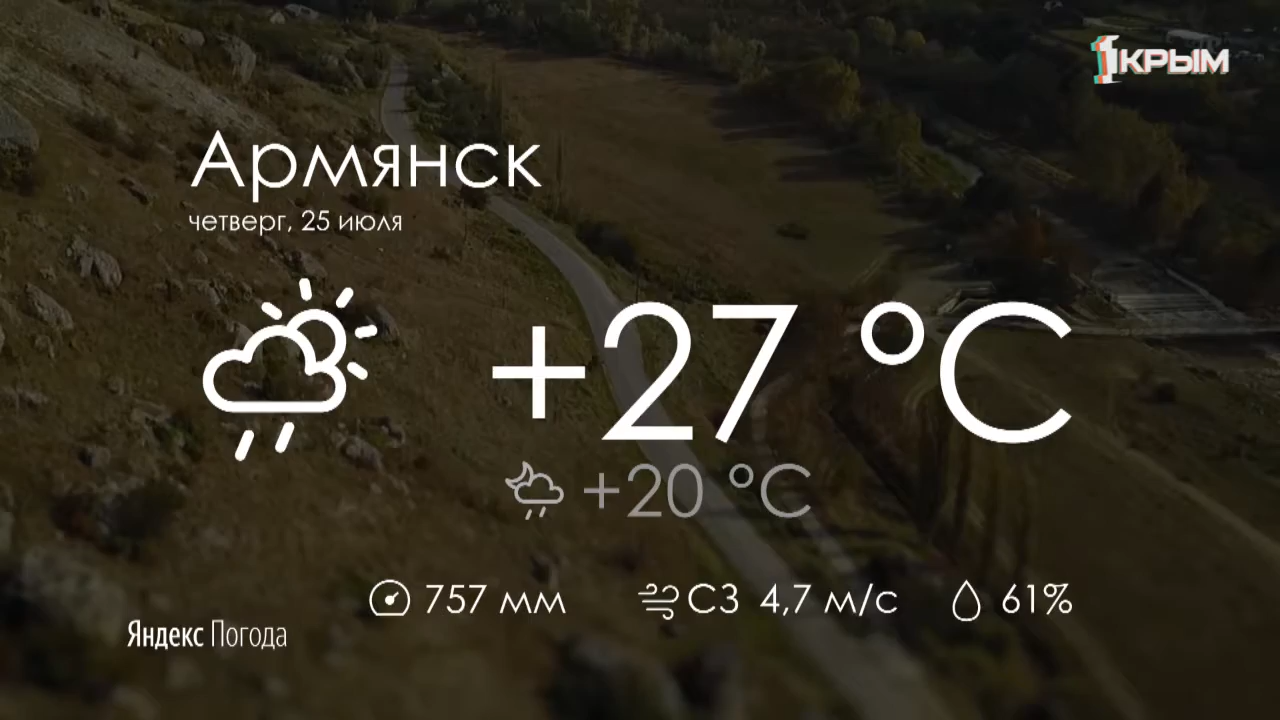 1КРЫМ
Армянск
четверг, 25 июля
+27 °C
+20 °C
757 мм
СЗ 4,7 м/с
61%
Яндекс Погода